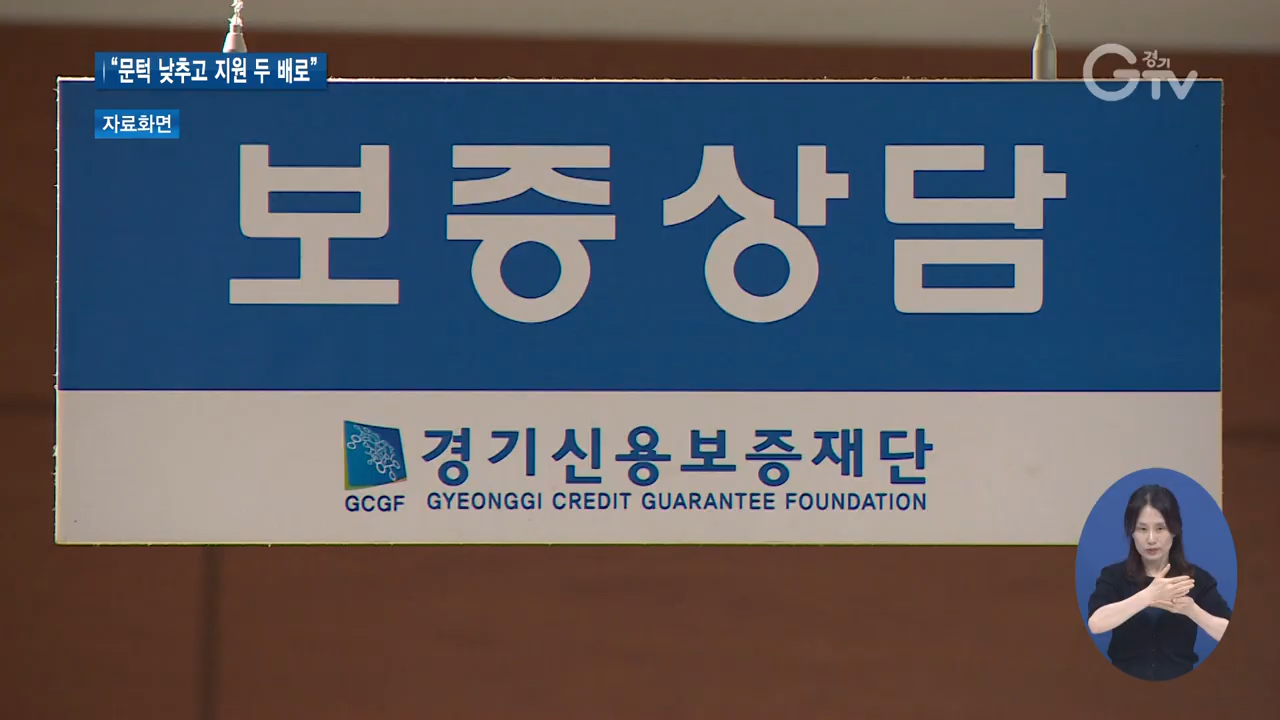 “문턱 낮추고 지원 두 배로”
경기
GTV
자료화면
보증상담
경기신용보증재단
GCGF GYEONGGI CREDIT GUARANTEE FOUNDATION